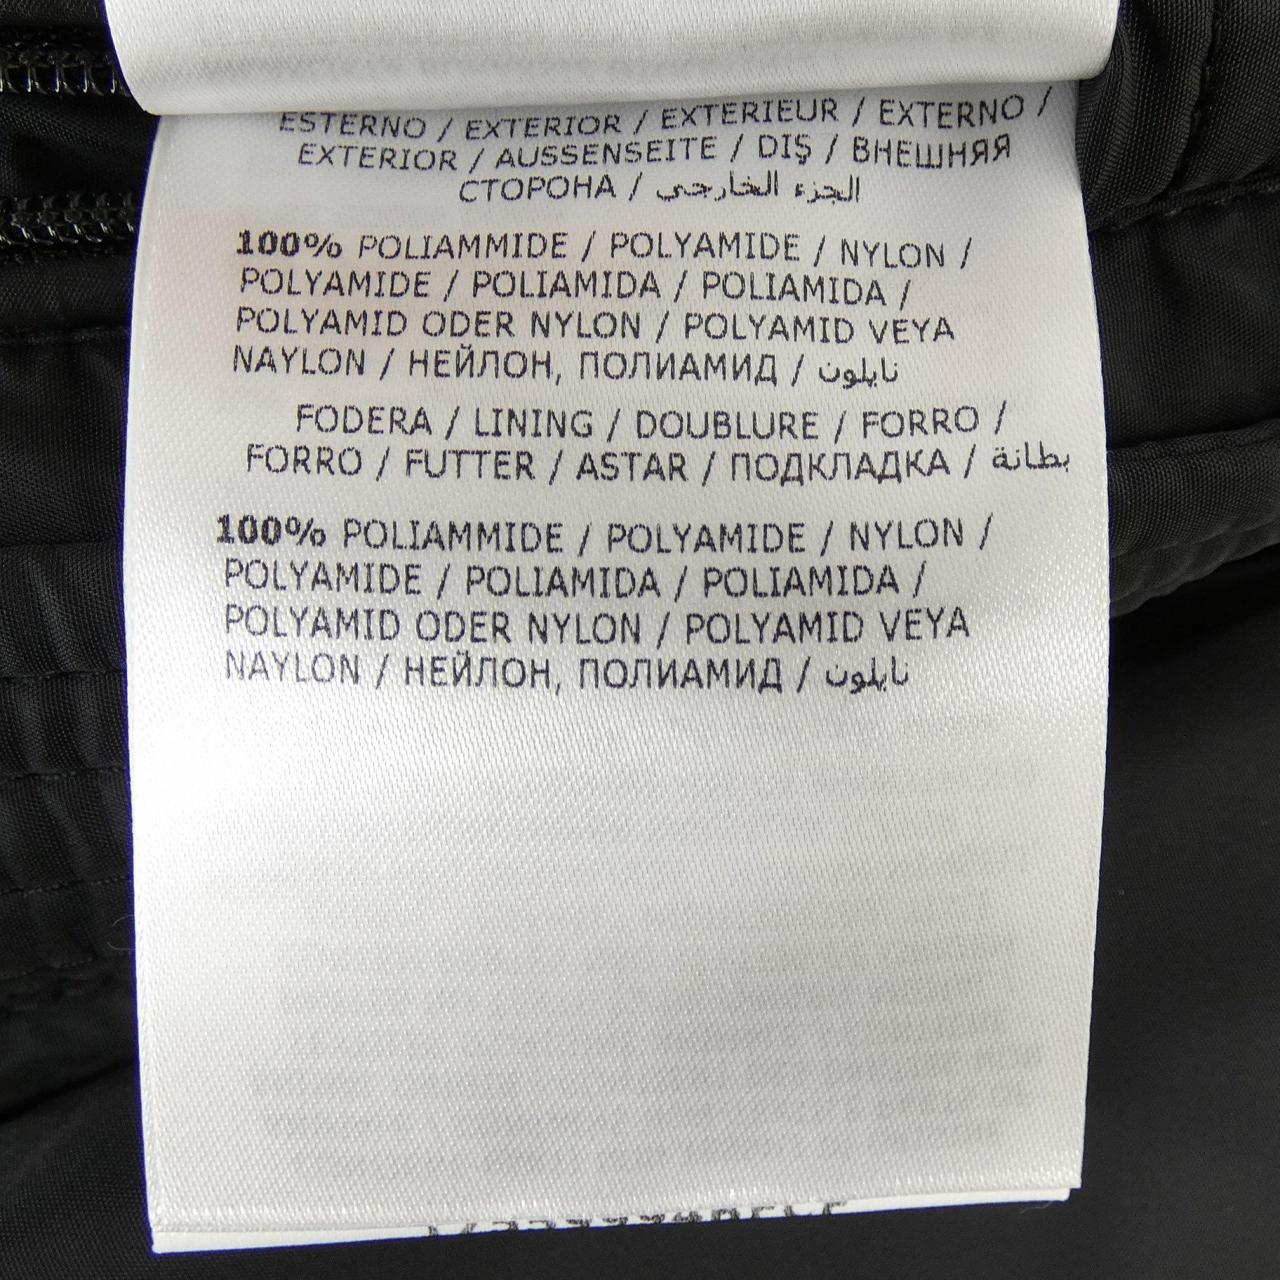 ESTERNO / EXTERIOR / EXTERIEUR / EXTERNO /
EXTERIOR / AUSSENSEITE / DIŞ / ВНЕШНЯЯ
СТОРОНА / الجزء الخارجي
100% POLIAMMIDE / POLYAMIDE / NYLON /
POLYAMIDE / POLIAMIDA / POLIAMIDA /
POLYAMID ODER NYLON / POLYAMID VEYA
NAYLON / НЕЙЛОН, ПОЛИАМИД / نايلون
FODERA / LINING / DOUBLURE / FORRO /
FORRO / FUTTER / ASTAR / ПОДКЛАДКА / بطانة
100% POLIAMMIDE / POLYAMIDE / NYLON /
POLYAMIDE / POLIAMIDA / POLIAMIDA /
POLYAMID ODER NYLON / POLYAMID VEYA
NAYLON / НЕЙЛОН, ПОЛИАМИД / نايلون